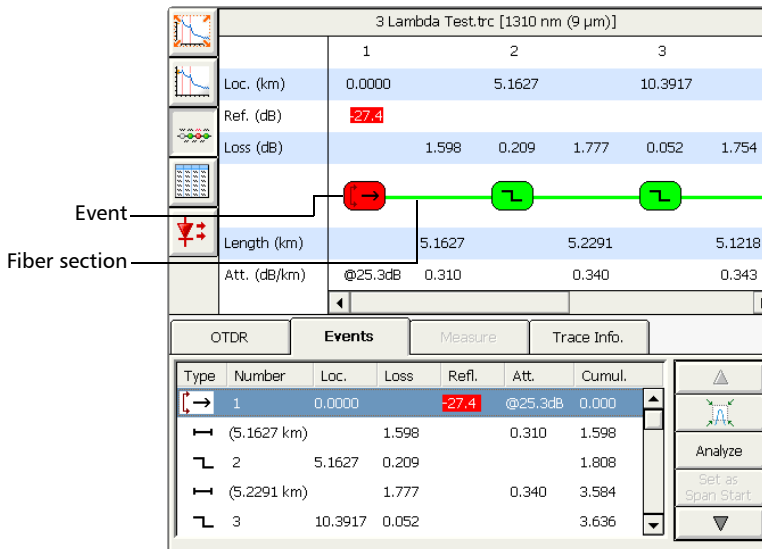 3 Lambda Test.trc [1310 nm (9 µm)]
1 2 3
Loc. (km) 0.0000 5.1627 10.3917
Ref. (dB) -27.4
Loss (dB) 1.598 0.209 1.777 0.052 1.754
Event
Fiber section
Length (km) 5.1627 5.2291 5.1218
Att. (dB/km) @25.3dB 0.310 0.340 0.343
OTDR Events Measure Trace Info.
Type Number Loc. Loss Refl. Att. Cumul.
1 0.0000 -27.4 @25.3dB 0.000
(5.1627 km) 1.598 0.310 1.598
2 5.1627 0.209 1.808
(5.2291 km) 1.777 0.340 3.584
3 10.3917 0.052 3.636
Analyze
Set as
Span Start